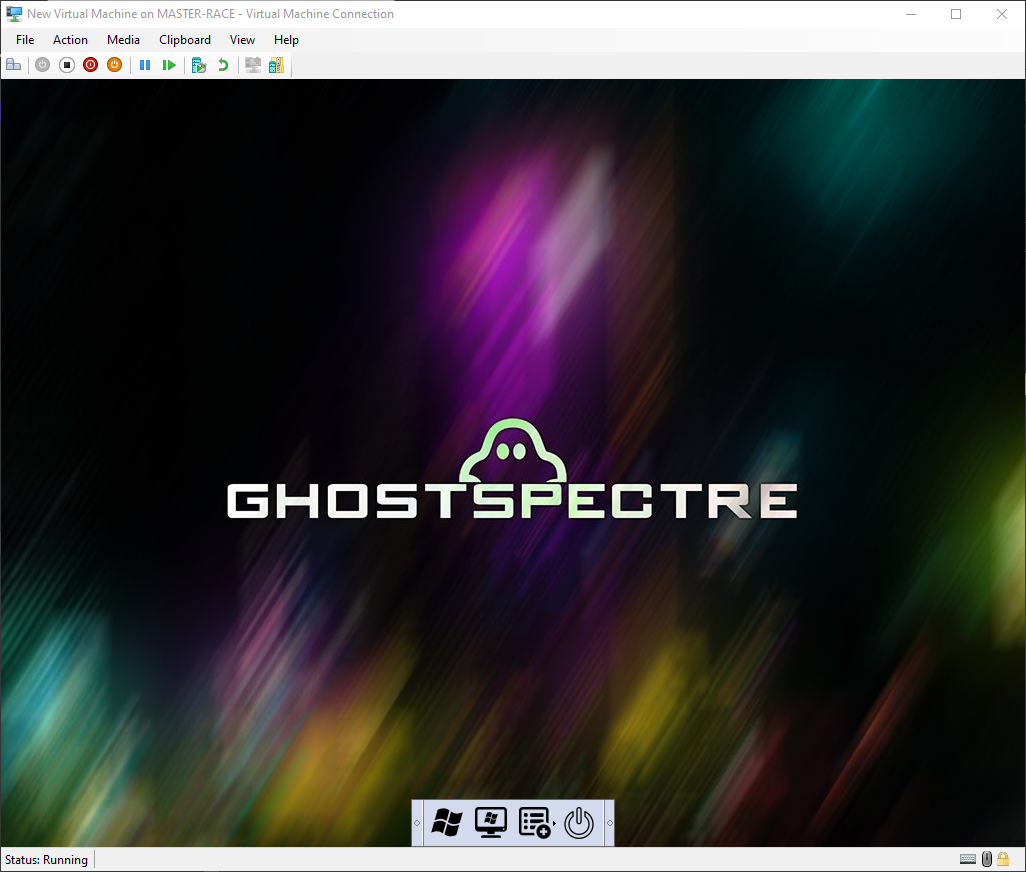 New Virtual Machine on MASTER-RACE - Virtual Machine Connection
File Action Media Clipboard View Help
GHOSTSPECTRE
Status: Running